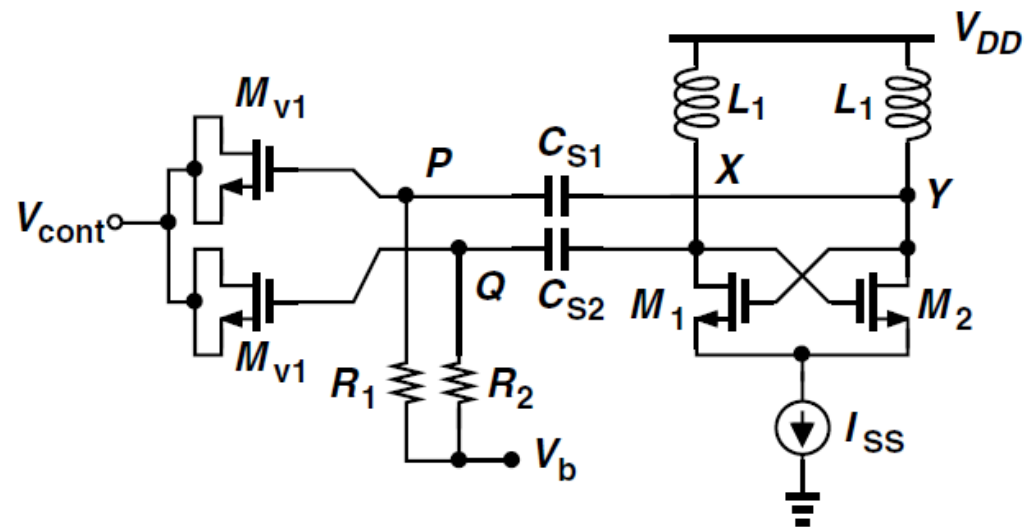 V_DD
M_v1
L_1
L_1
C_S1
P
X
Y
V_cont
Q
C_S2
M_1
M_2
M_v1
R_1
R_2
I_SS
V_b